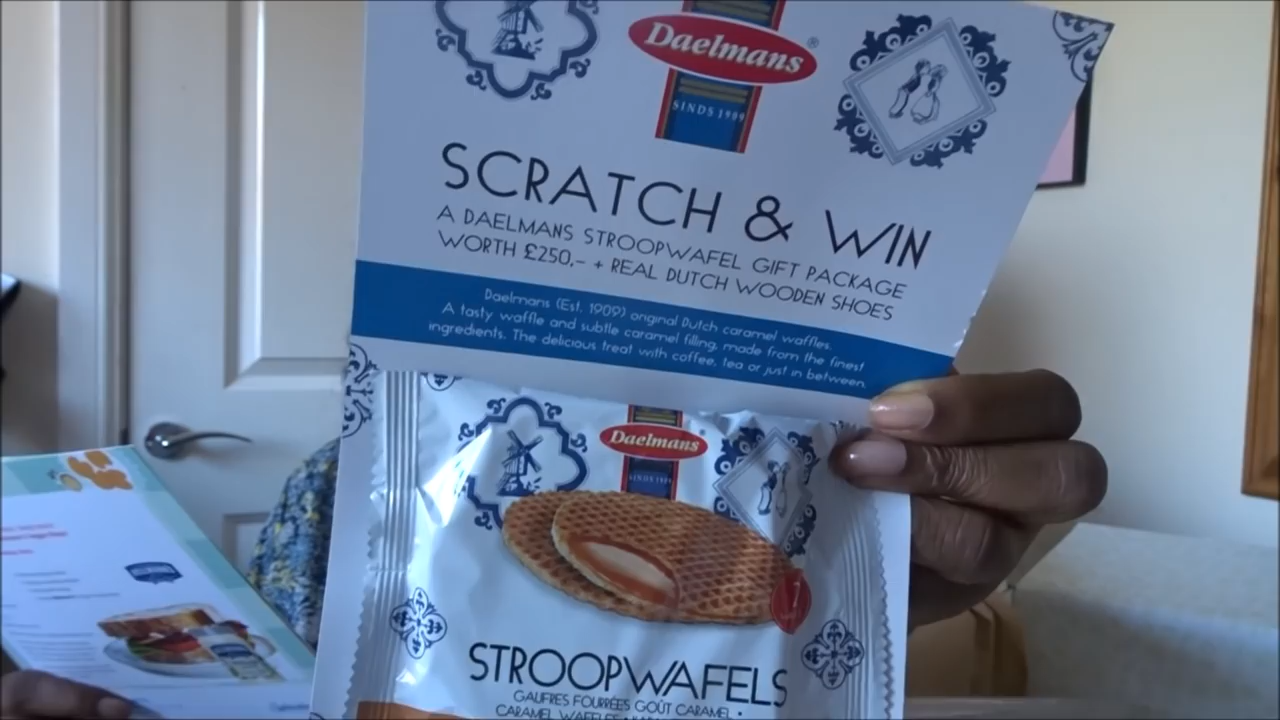 Daelmans®
SINDS 1909
SCRATCH & WIN
A DAELMANS STROOPWAFEL GIFT PACKAGE
WORTH £250,- + REAL DUTCH WOODEN SHOES
Daelmans (Est. 1909) original Dutch caramel waffles.
A tasty waffle and subtle caramel filling, made from the finest
ingredients. The delicious treat with coffee, tea or just in between.
Daelmans
SINDS 1909
STROOPWAFELS
GAUFRES FOURRÉES GOÛT CARAMEL •
CARAMEL WAFFLES